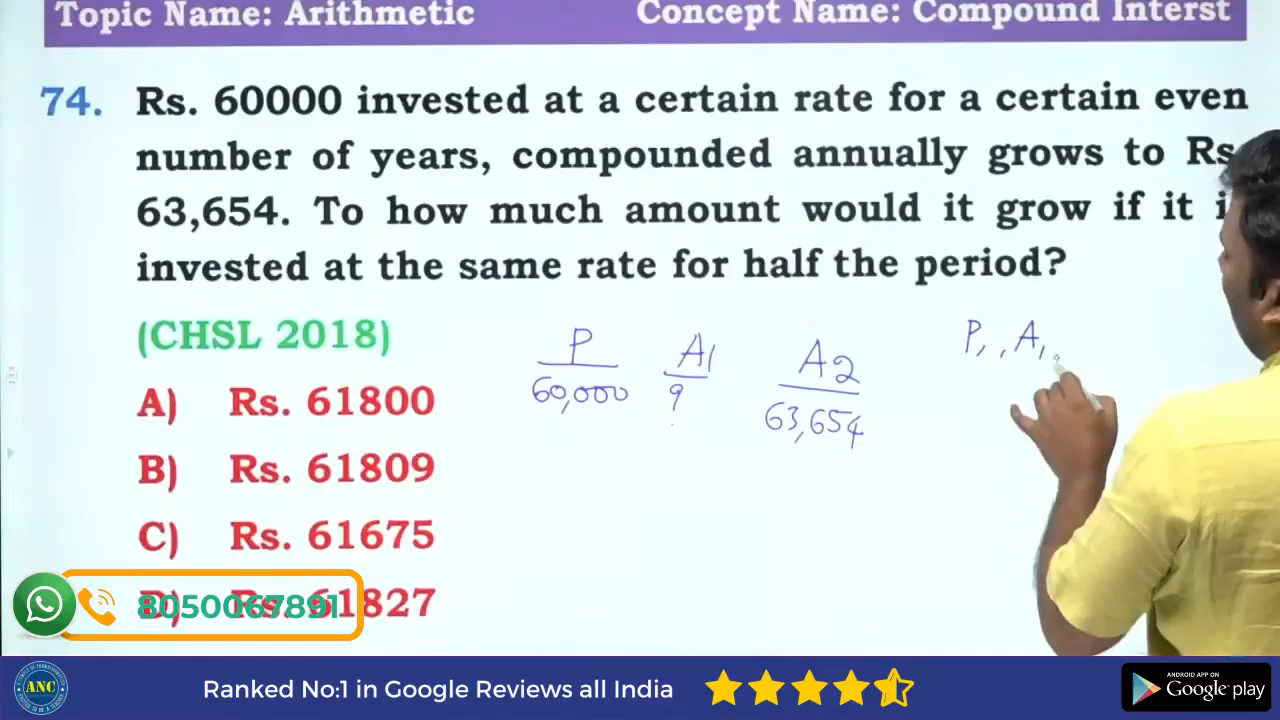 Topic Name: Arithmetic Concept Name: Compound Interst
74. Rs. 60000 invested at a certain rate for a certain even
number of years, compounded annually grows to Rs
63,654. To how much amount would it grow if it i
invested at the same rate for half the period?
(CHSL 2018)
P A1 A2 P, , A1,
60,000 ? 63,654
A) Rs. 61800
B) Rs. 61809
C) Rs. 61675
D) Rs. 61827
8050067891
ANC Ranked No:1 in Google Reviews all India ANDROID APP ON Google play